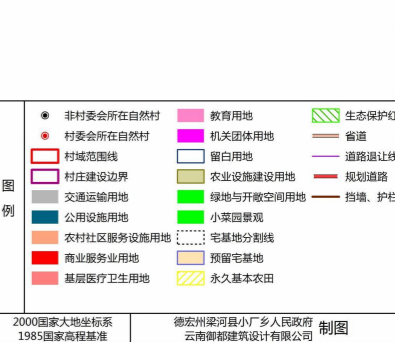 图例
非村委会所在自然村
村委会所在自然村
村域范围线
村庄建设边界
交通运输用地
公用设施用地
农村社区服务设施用地
商业服务业用地
基层医疗卫生用地
教育用地
机关团体用地
留白用地
农业设施建设用地
绿地与开敞空间用地
小菜园景观
宅基地分割线
预留宅基地
永久基本农田
生态保护红
省道
道路退让线
规划道路
挡墙、护栏
2000国家大地坐标系
1985国家高程基准
德宏州梁河县小厂乡人民政府
云南御都建筑设计有限公司
制图